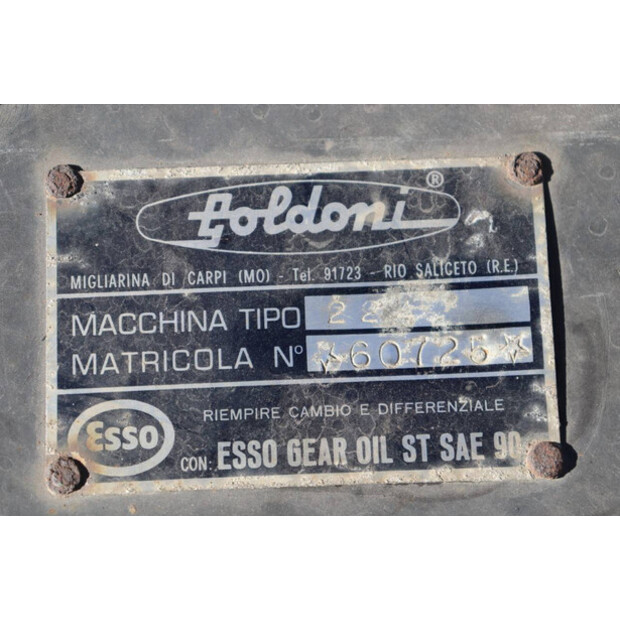 Goldoni ®
MIGLIARINA DI CARPI (MO) - Tel. 91723 - RIO SALICETO (R.E.)
MACCHINA TIPO
MATRICOLA N° ☆60725☆
Esso
RIEMPIRE CAMBIO E DIFFERENZIALE
CON: ESSO GEAR OIL ST SAE 90